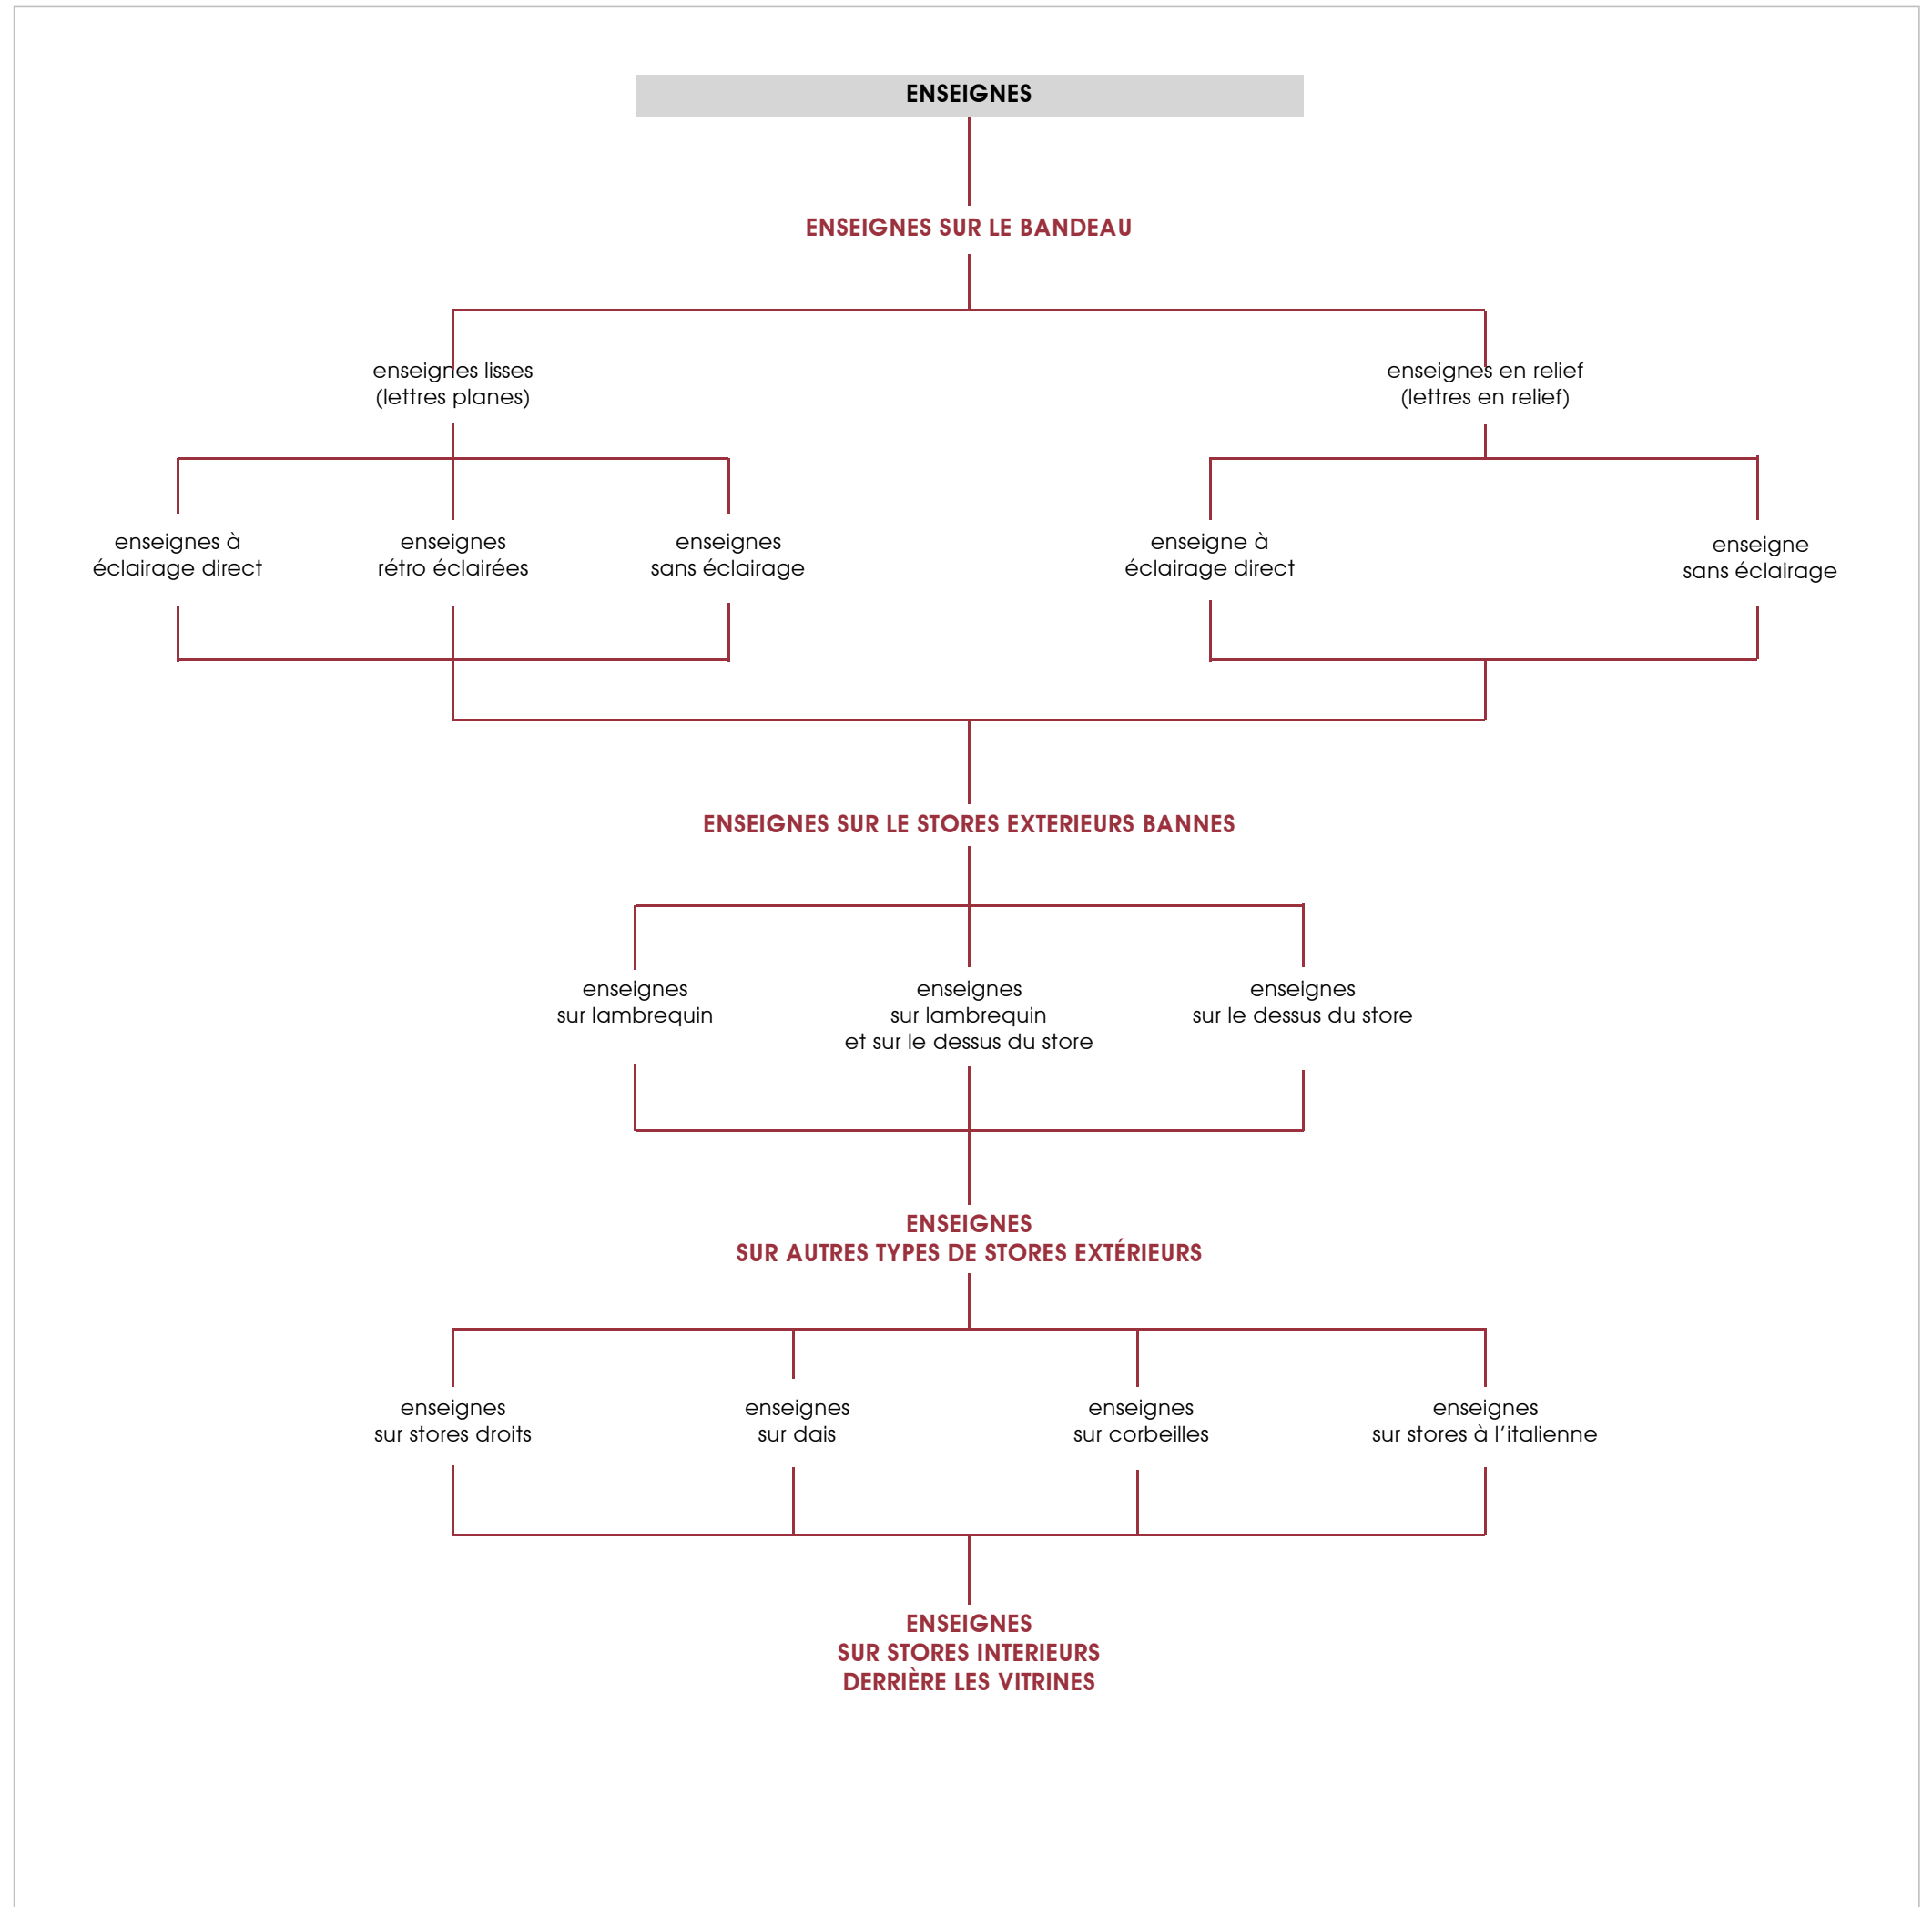 ENSEIGNES
ENSEIGNES SUR LE BANDEAU
enseignes lisses
(lettres planes)
enseignes en relief
(lettres en relief)
enseignes à
éclairage direct
enseignes
rétro éclairées
enseignes
sans éclairage
enseigne à
éclairage direct
enseigne
sans éclairage
ENSEIGNES SUR LE STORES EXTERIEURS BANNES
enseignes
sur lambrequin
enseignes
sur lambrequin
et sur le dessus du store
enseignes
sur le dessus du store
ENSEIGNES
SUR AUTRES TYPES DE STORES EXTÉRIEURS
enseignes
sur stores droits
enseignes
sur dais
enseignes
sur corbeilles
enseignes
sur stores à l’italienne
ENSEIGNES
SUR STORES INTERIEURS
DERRIÈRE LES VITRINES